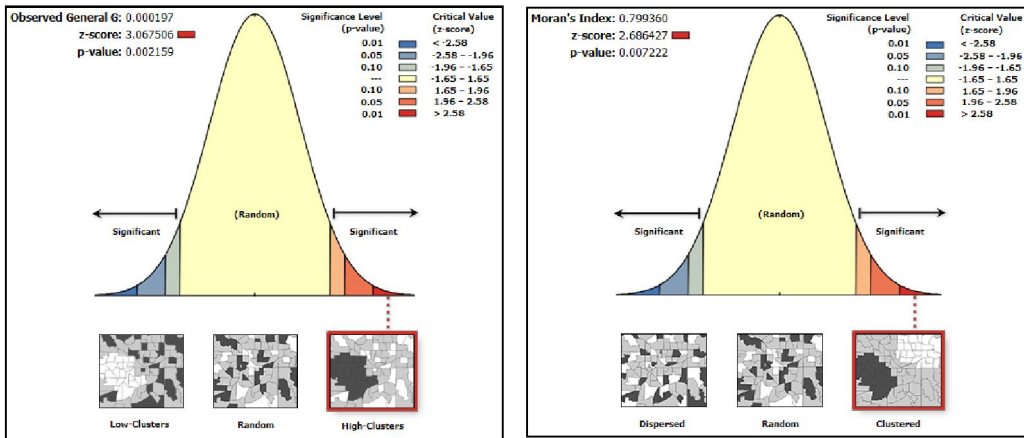 Observed General G: 0.000197
z-score: 3.067506
p-value: 0.002159
Significance Level (p-value) Critical Value (z-score)
0.01 < -2.58
0.05 -2.58 – -1.96
0.10 -1.96 – -1.65
--- -1.65 – 1.65
0.10 1.65 – 1.96
0.05 1.96 – 2.58
0.01 > 2.58
(Random)
Significant Significant
Low-Clusters Random High-Clusters
Moran's Index: 0.799360
z-score: 2.686427
p-value: 0.007222
Significance Level (p-value) Critical Value (z-score)
0.01 < -2.58
0.05 -2.58 – -1.96
0.10 -1.96 – -1.65
--- -1.65 – 1.65
0.10 1.65 – 1.96
0.05 1.96 – 2.58
0.01 > 2.58
(Random)
Significant Significant
Dispersed Random Clustered